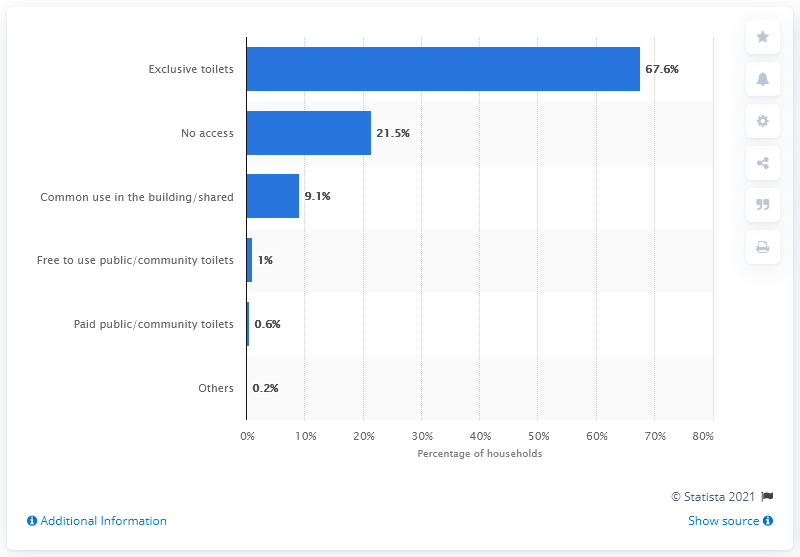 Exclusive toilets 67.6%
No access 21.5%
Common use in the building/shared 9.1%
Free to use public/community toilets 1%
Paid public/community toilets 0.6%
Others 0.2%
0% 10% 20% 30% 40% 50% 60% 70% 80%
Percentage of households
© Statista 2021
Additional Information Show source